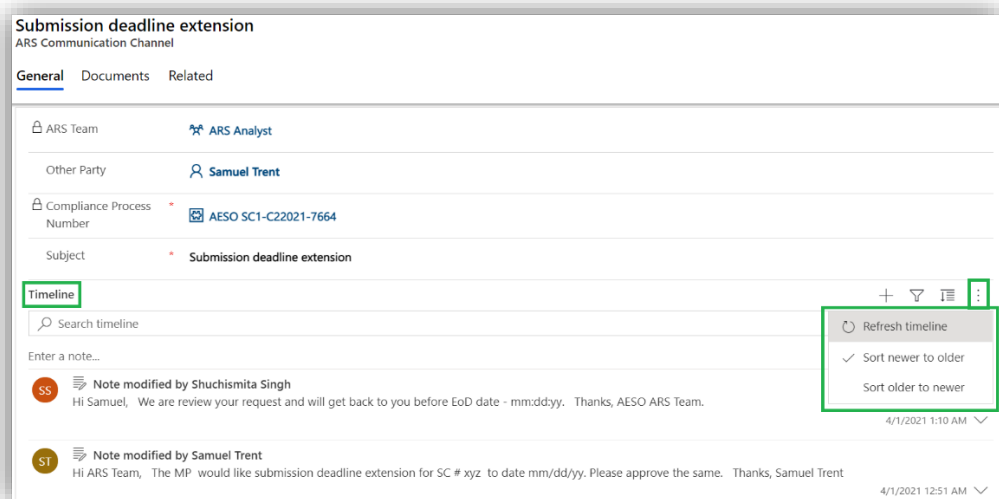 Submission deadline extension
ARS Communication Channel
General Documents Related
ARS Team ARS Analyst
Other Party Samuel Trent
Compliance Process Number * AESO SC1-C22021-7664
Subject * Submission deadline extension
Timeline
Search timeline
Refresh timeline
Enter a note...
Sort newer to older
Sort older to newer
SS Note modified by Shuchismita Singh
Hi Samuel, We are review your request and will get back to you before EoD date - mm:dd:yy. Thanks, AESO ARS Team.
4/1/2021 1:10 AM
ST Note modified by Samuel Trent
Hi ARS Team, The MP would like submission deadline extension for SC # xyz to date mm/dd/yy. Please approve the same. Thanks, Samuel Trent
4/1/2021 12:51 AM